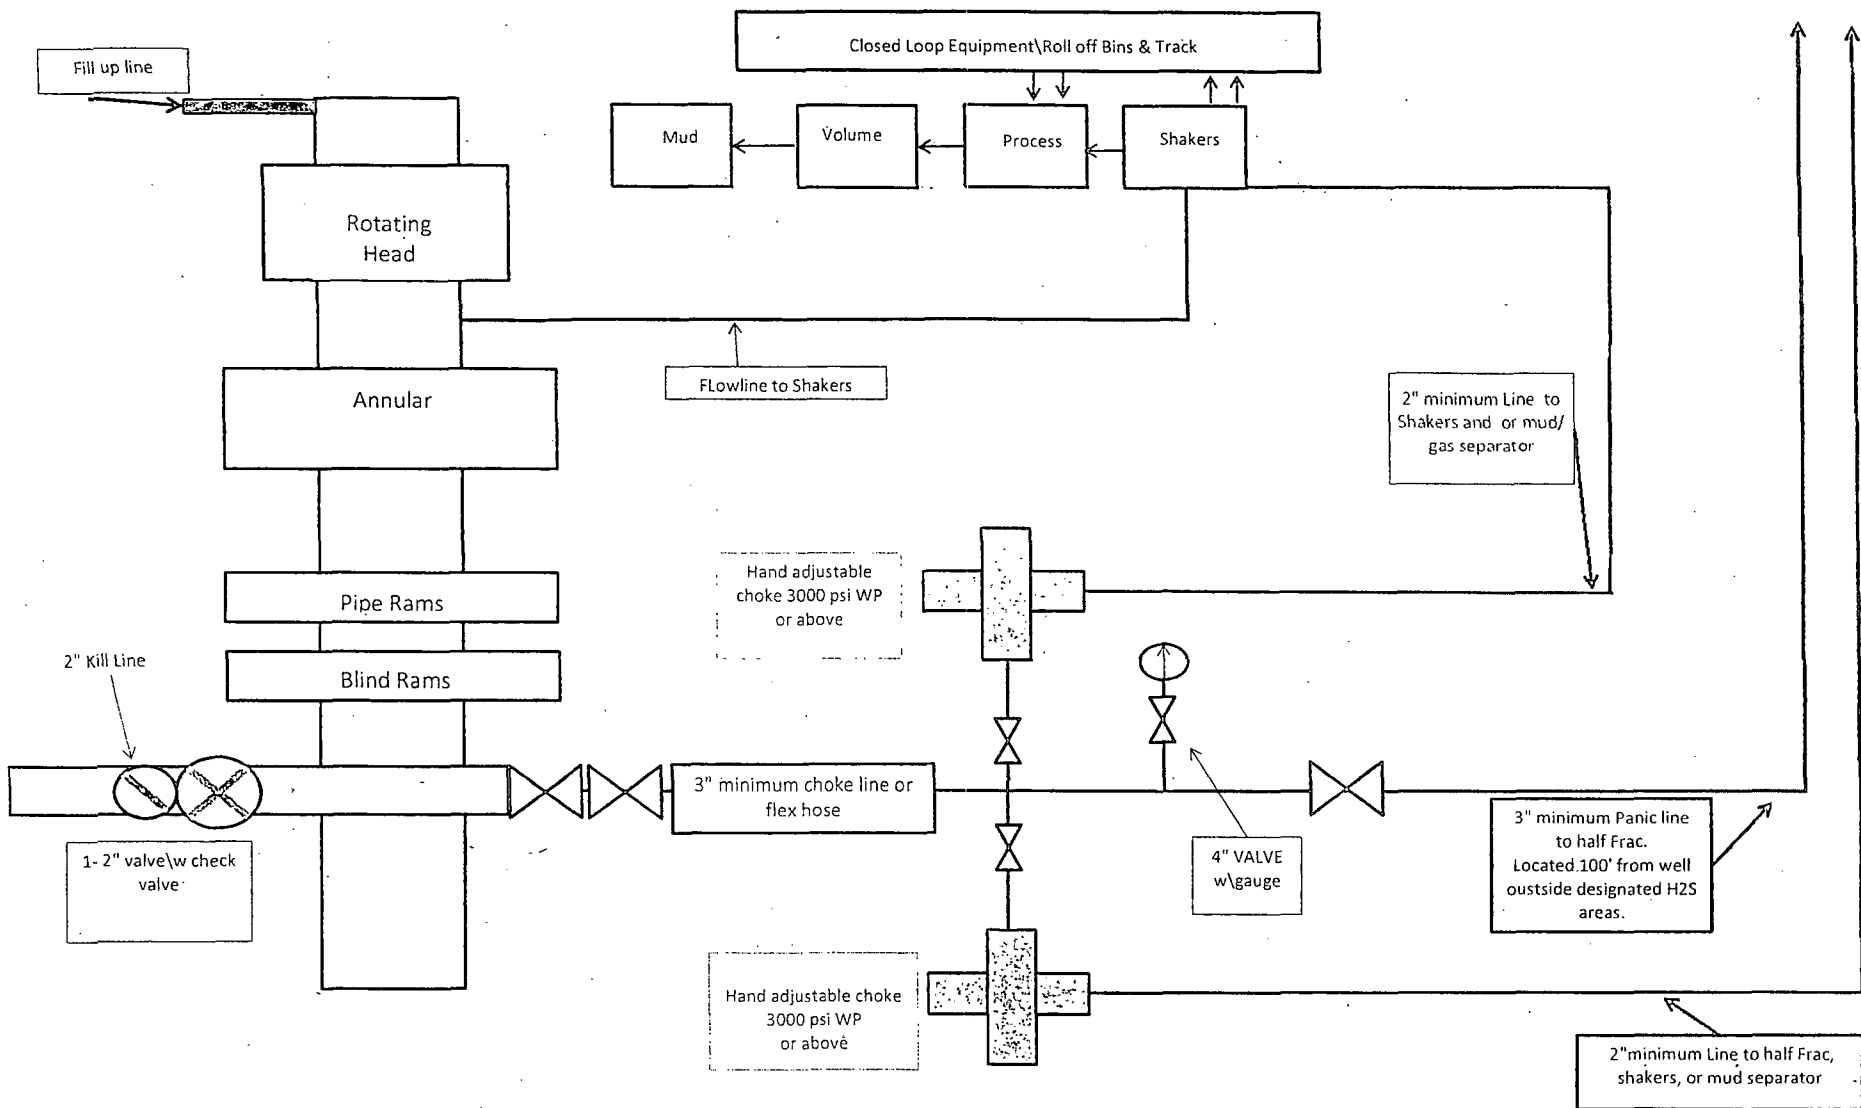 Closed Loop Equipment\Roll off Bins & Track
Fill up line
Mud
Volume
Process
Shakers
Rotating
Head
FLowline to Shakers
Annular
2" minimum Line to
Shakers and or mud/
gas separator
Hand adjustable
choke 3000 psi WP
or above
Pipe Rams
2" Kill Line
Blind Rams
3" minimum choke line or
flex hose
1- 2" valve\w check
valve
4" VALVE
w\gauge
3" minimum Panic line
to half Frac.
Located 100' from well
oustside designated H2S
areas.
Hand adjustable choke
3000 psi WP
or above
2"minimum Line to half Frac,
shakers, or mud separator